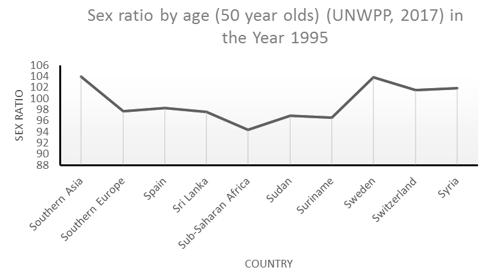 Sex ratio by age (50 year olds) (UNWPP, 2017) in
the Year 1995
106
104
102
100
98
96
94
92
90
88
SEX RATIO
Southern Asia
Southern Europe
Spain
Sri Lanka
Sub-Saharan Africa
Sudan
Suriname
Sweden
Switzerland
Syria
COUNTRY